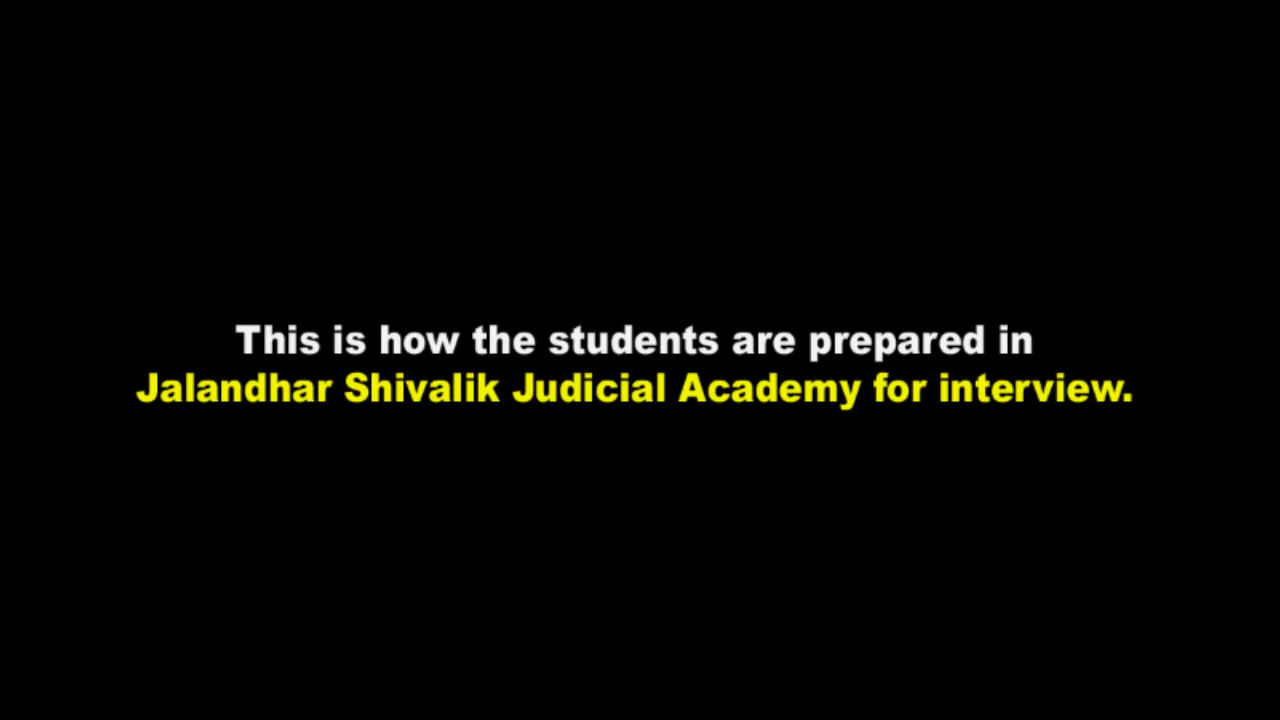 This is how the students are prepared in
Jalandhar Shivalik Judicial Academy for interview.